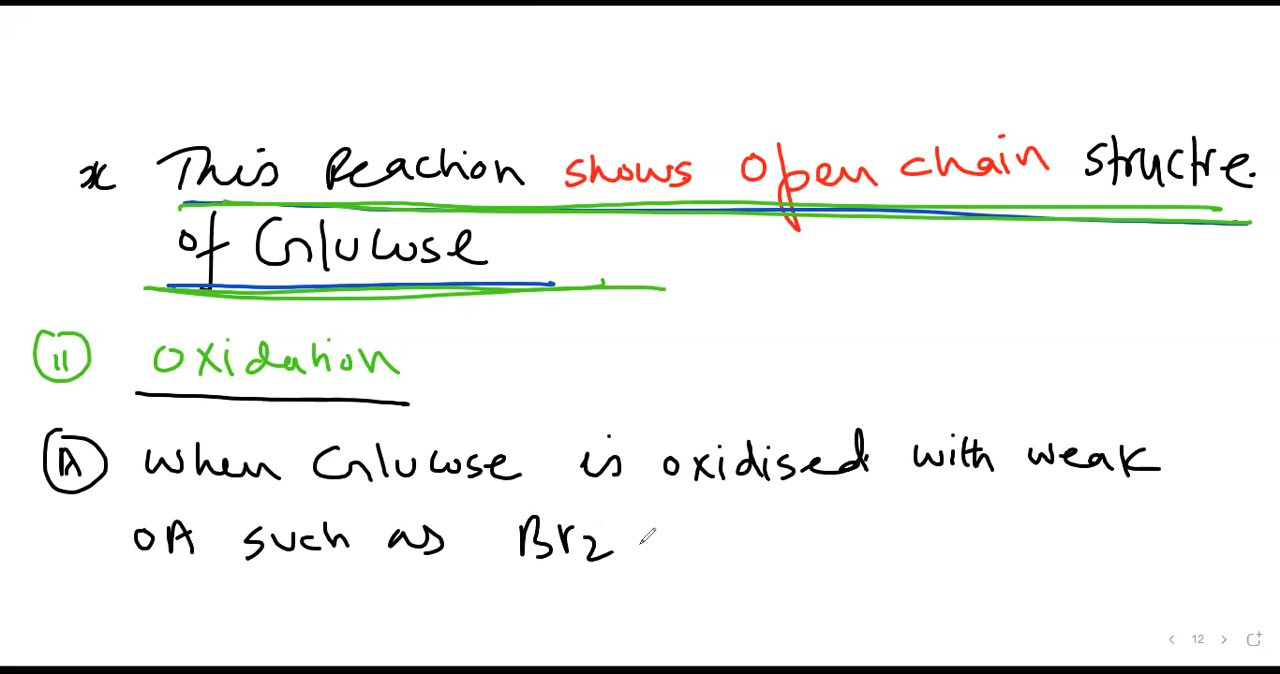 x This Reaction shows open chain structre.
of Glucose
II Oxidation
A when Glucose is oxidised with weak
OA such as Br2
12